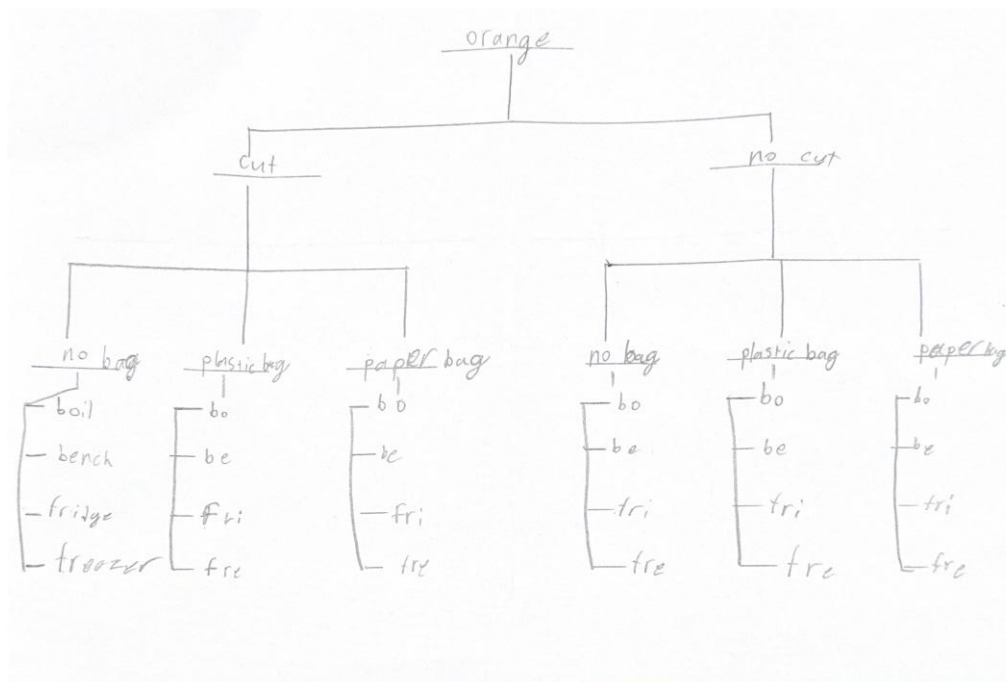 orange
cut
no cut
no bag
plastic bag
paper bag
no bag
plastic bag
paper bag
boil
bo
bo
bo
bo
bo
bench
be
be
be
be
be
fridge
fri
fri
fri
fri
fri
freezer
fre
fre
fre
fre
fre